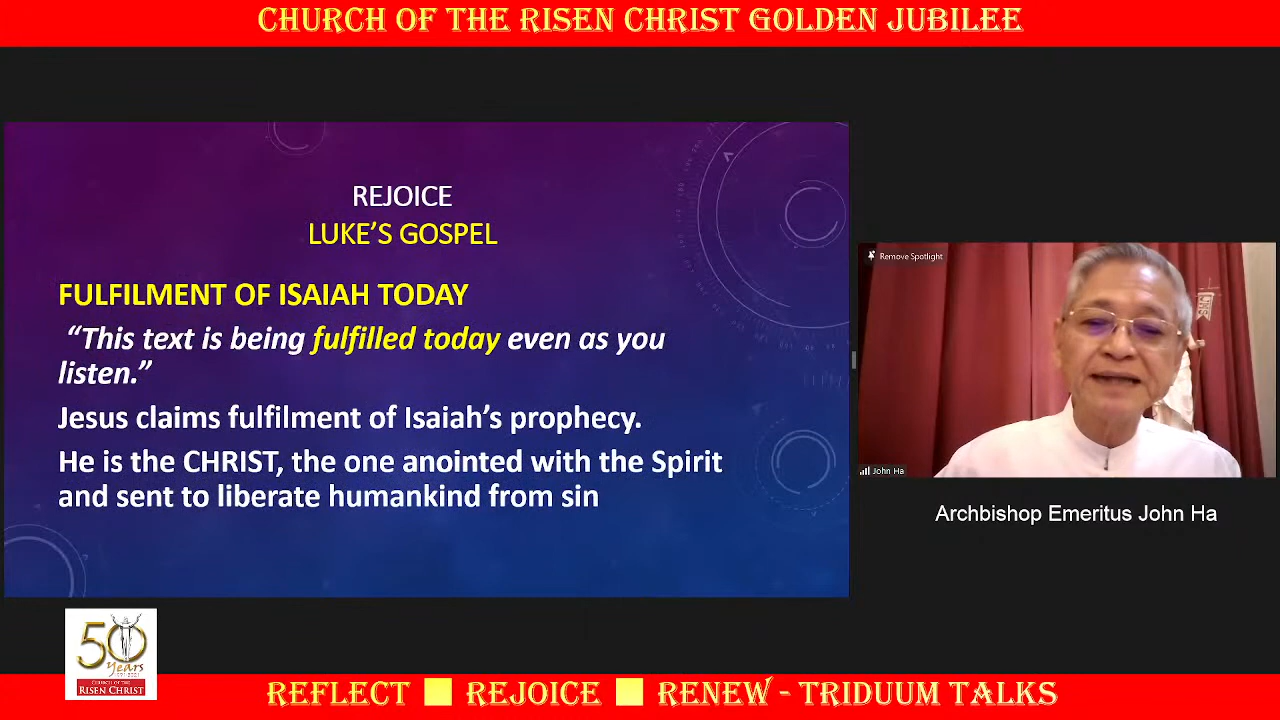 CHURCH OF THE RISEN CHRIST GOLDEN JUBILEE
REJOICE
LUKE'S GOSPEL
FULFILMENT OF ISAIAH TODAY
“This text is being fulfilled today even as you
listen.”
Jesus claims fulfilment of Isaiah's prophecy.
He is the CHRIST, the one anointed with the Spirit
and sent to liberate humankind from sin
Remove Spotlight
John Ha
Archbishop Emeritus John Ha
50
Years
CHURCH OF THE
RISEN CHRIST
REFLECT REJOICE RENEW - TRIDUUM TALKS